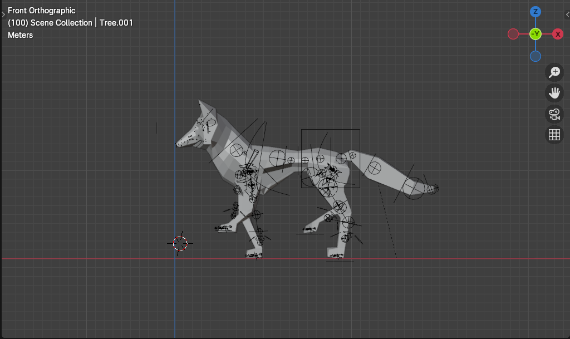 Front Orthographic
(100) Scene Collection | Tree.001
Meters
Z
-Y
X